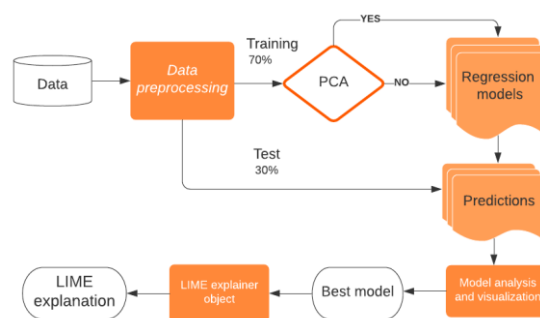 Data
Data
preprocessing
Training
70%
PCA
YES
NO
Regression
models
Test
30%
Predictions
Model analysis
and visualization
Best model
LIME explainer
object
LIME
explanation